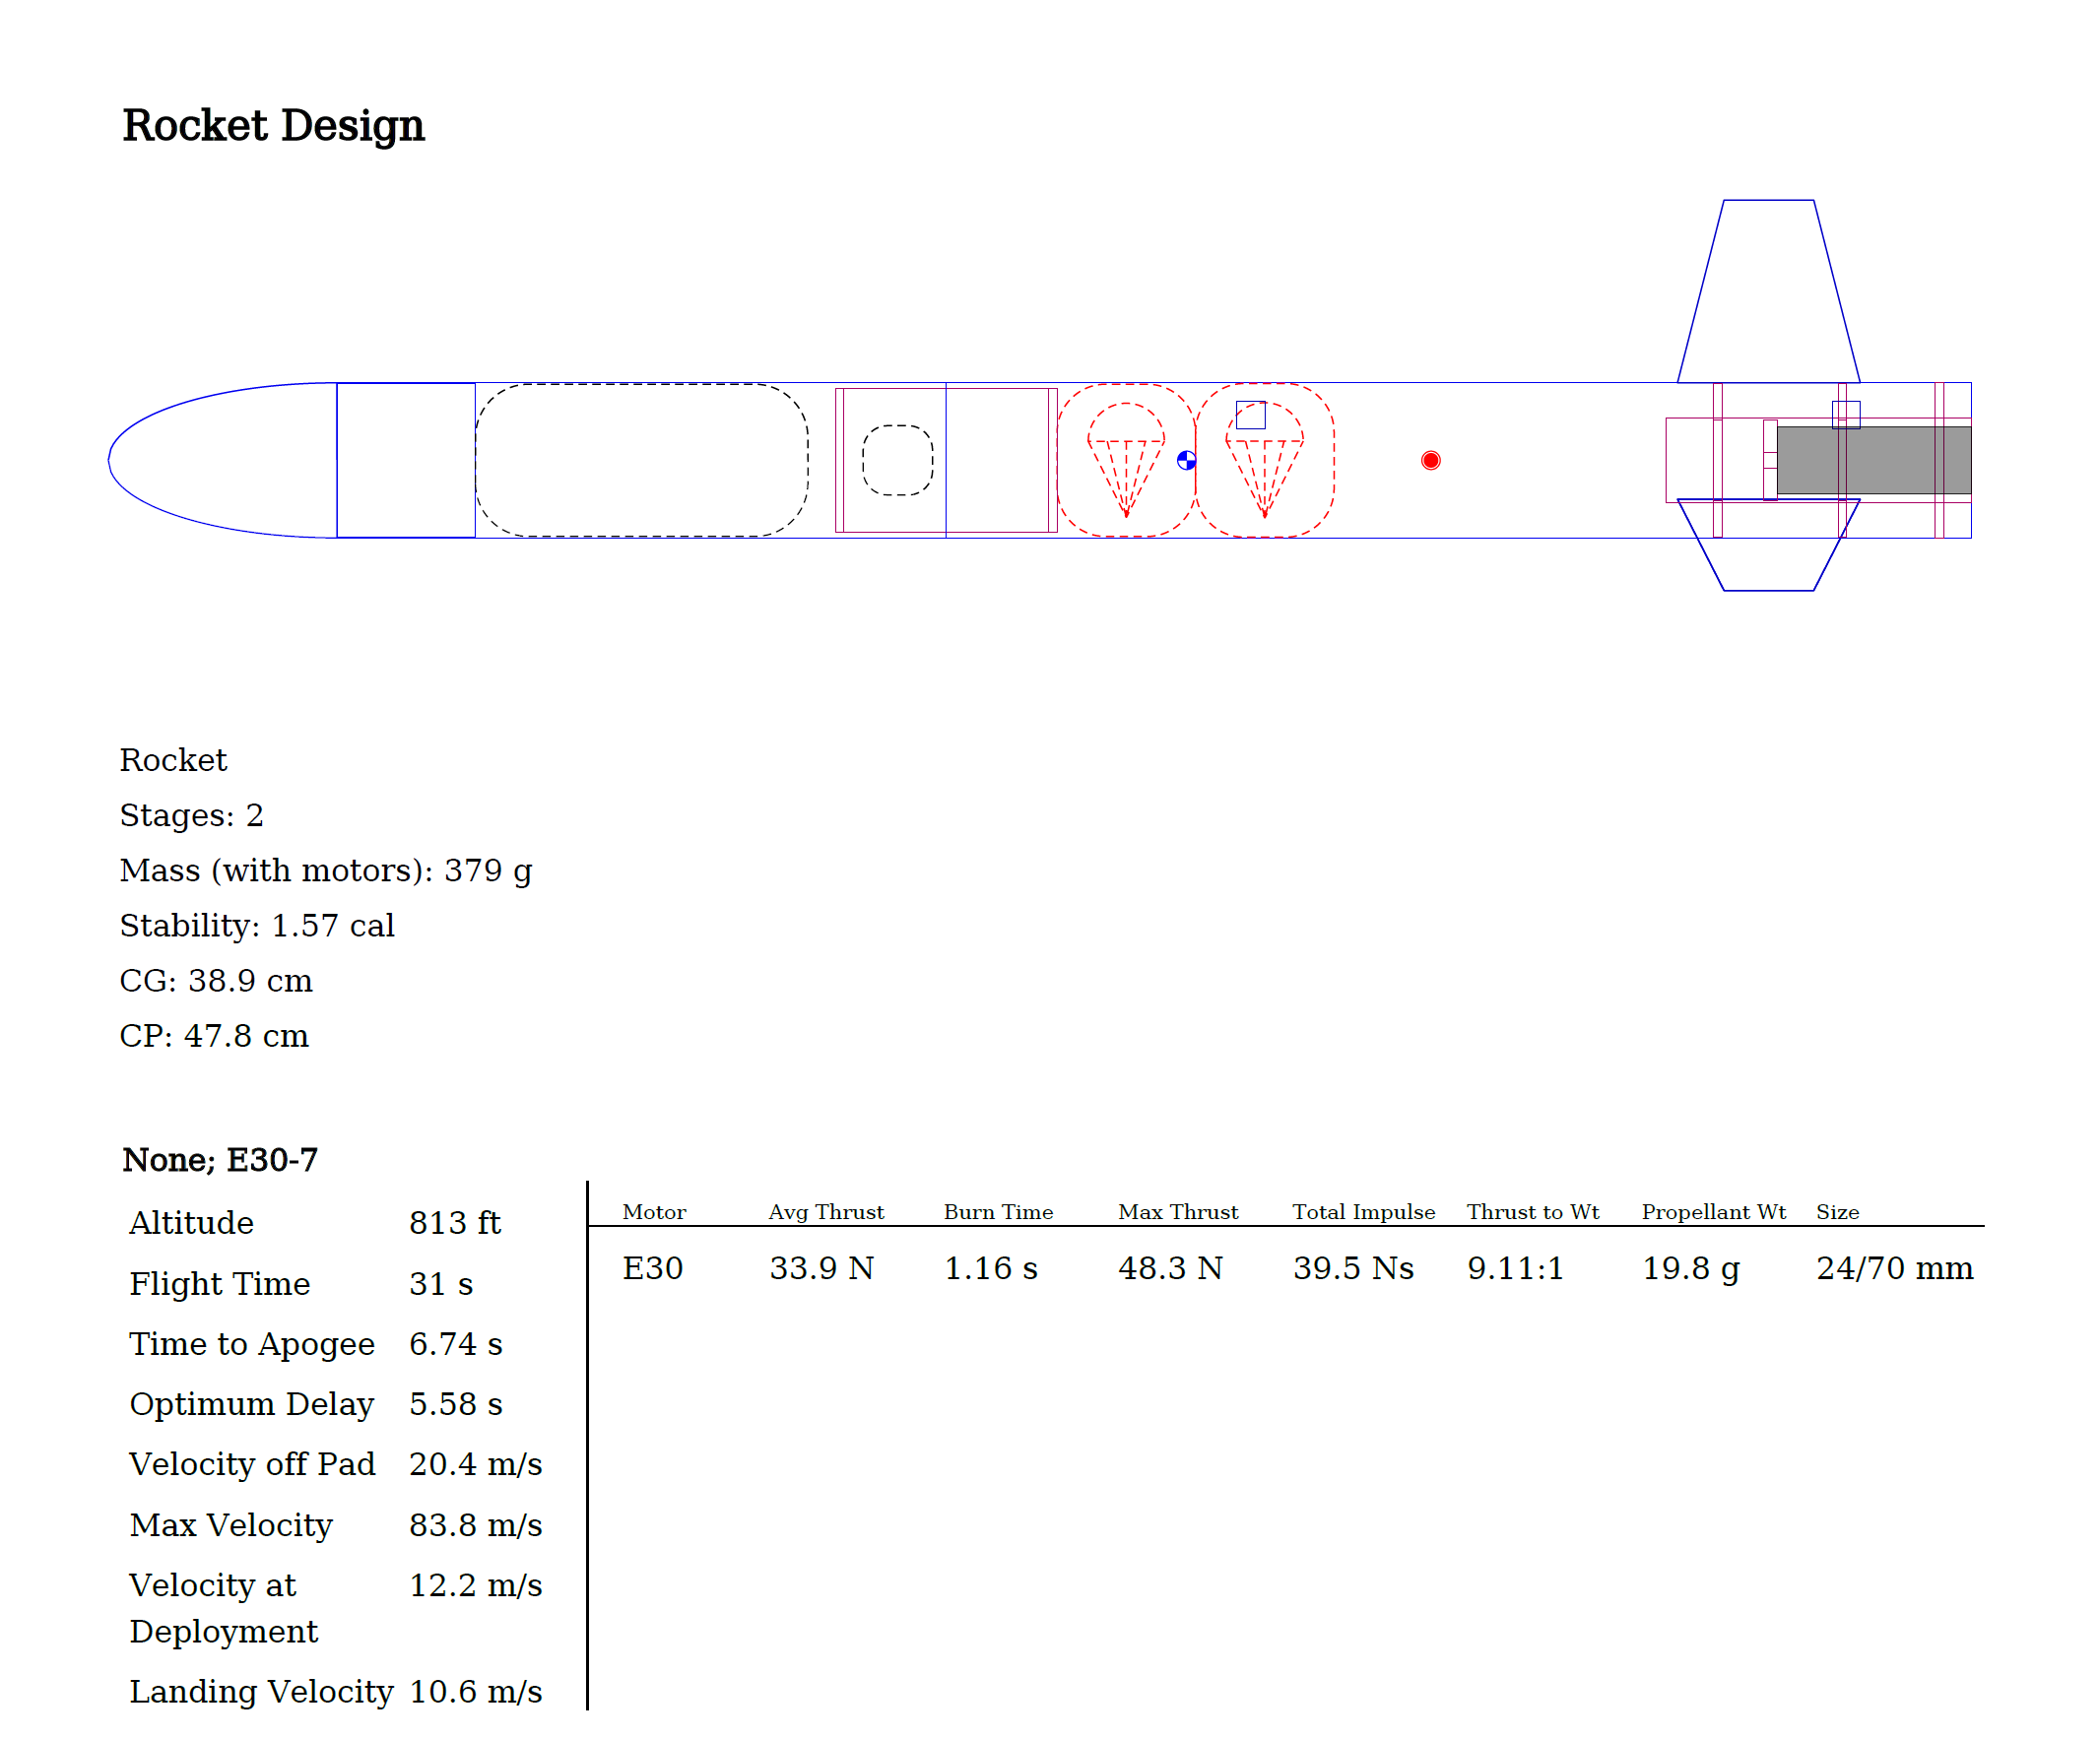 Rocket Design
Rocket
Stages: 2
Mass (with motors): 379 g
Stability: 1.57 cal
CG: 38.9 cm
CP: 47.8 cm
None; E30-7
Altitude 813 ft
Flight Time 31 s
Time to Apogee 6.74 s
Optimum Delay 5.58 s
Velocity off Pad 20.4 m/s
Max Velocity 83.8 m/s
Velocity at 12.2 m/s
Deployment
Landing Velocity 10.6 m/s
Motor Avg Thrust Burn Time Max Thrust Total Impulse Thrust to Wt Propellant Wt Size
E30 33.9 N 1.16 s 48.3 N 39.5 Ns 9.11:1 19.8 g 24/70 mm